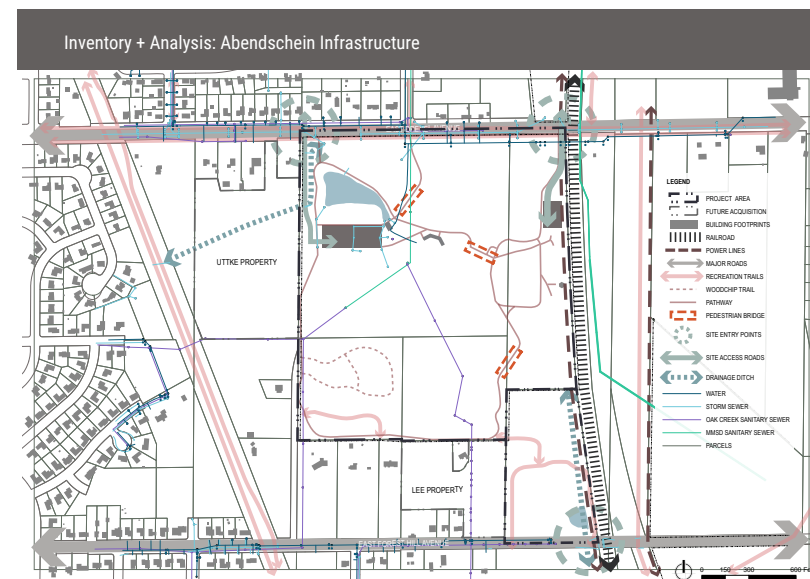 Inventory + Analysis: Abendschein Infrastructure
UTTKE PROPERTY
LEE PROPERTY
EAST FOREST HILL AVENUE
LEGEND
PROJECT AREA
FUTURE ACQUISITION
BUILDING FOOTPRINTS
RAILROAD
POWER LINES
MAJOR ROADS
RECREATION TRAILS
WOODCHIP TRAIL
PATHWAY
PEDESTRIAN BRIDGE
SITE ENTRY POINTS
SITE ACCESS ROADS
DRAINAGE DITCH
WATER
STORM SEWER
OAK CREEK SANITARY SEWER
MMSD SANITARY SEWER
PARCELS
0 150 300 600 FT